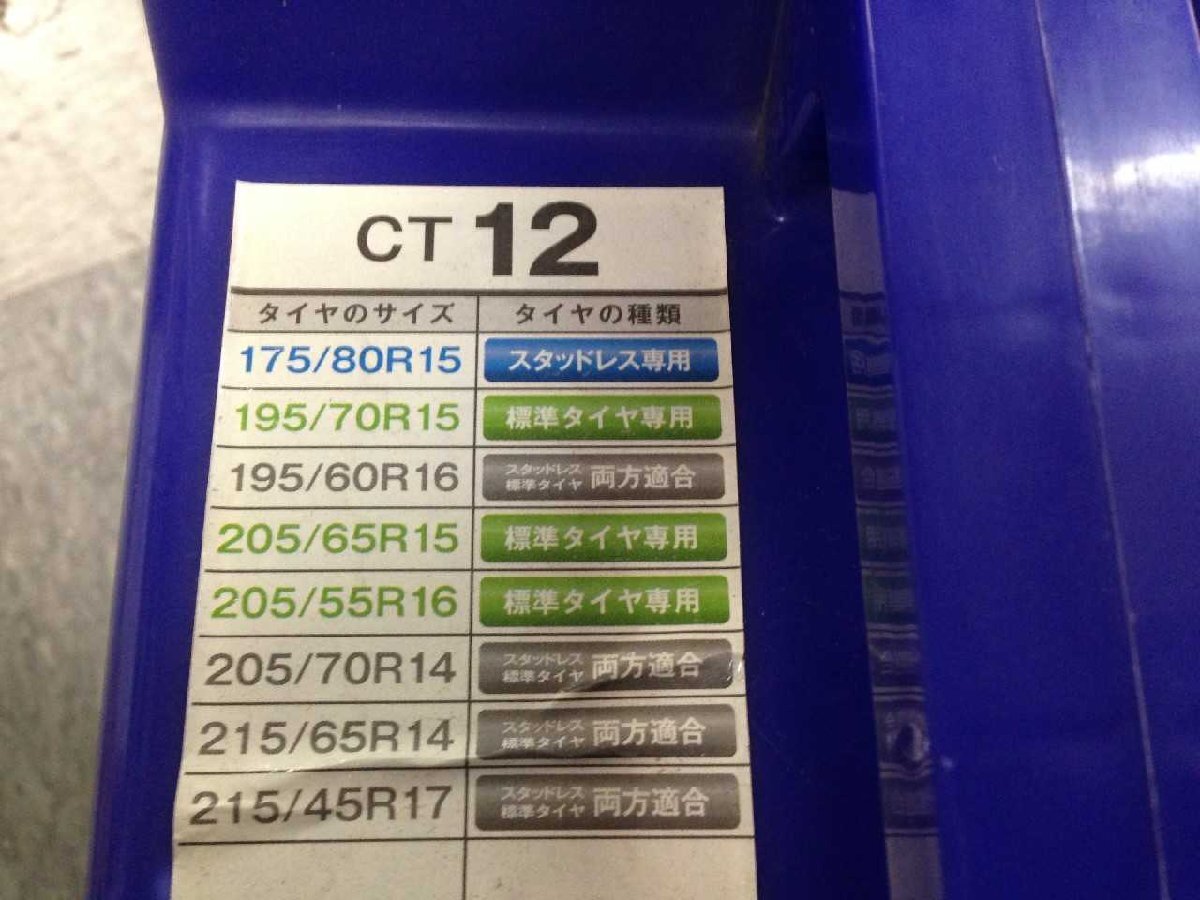 CT 12
タイヤのサイズ タイヤの種類
175/80R15 スタッドレス専用
195/70R15 標準タイヤ専用
195/60R16 スタッドレス 標準タイヤ 両方適合
205/65R15 標準タイヤ専用
205/55R16 標準タイヤ専用
205/70R14 スタッドレス 標準タイヤ 両方適合
215/65R14 スタッドレス 標準タイヤ 両方適合
215/45R17 スタッドレス 標準タイヤ 両方適合